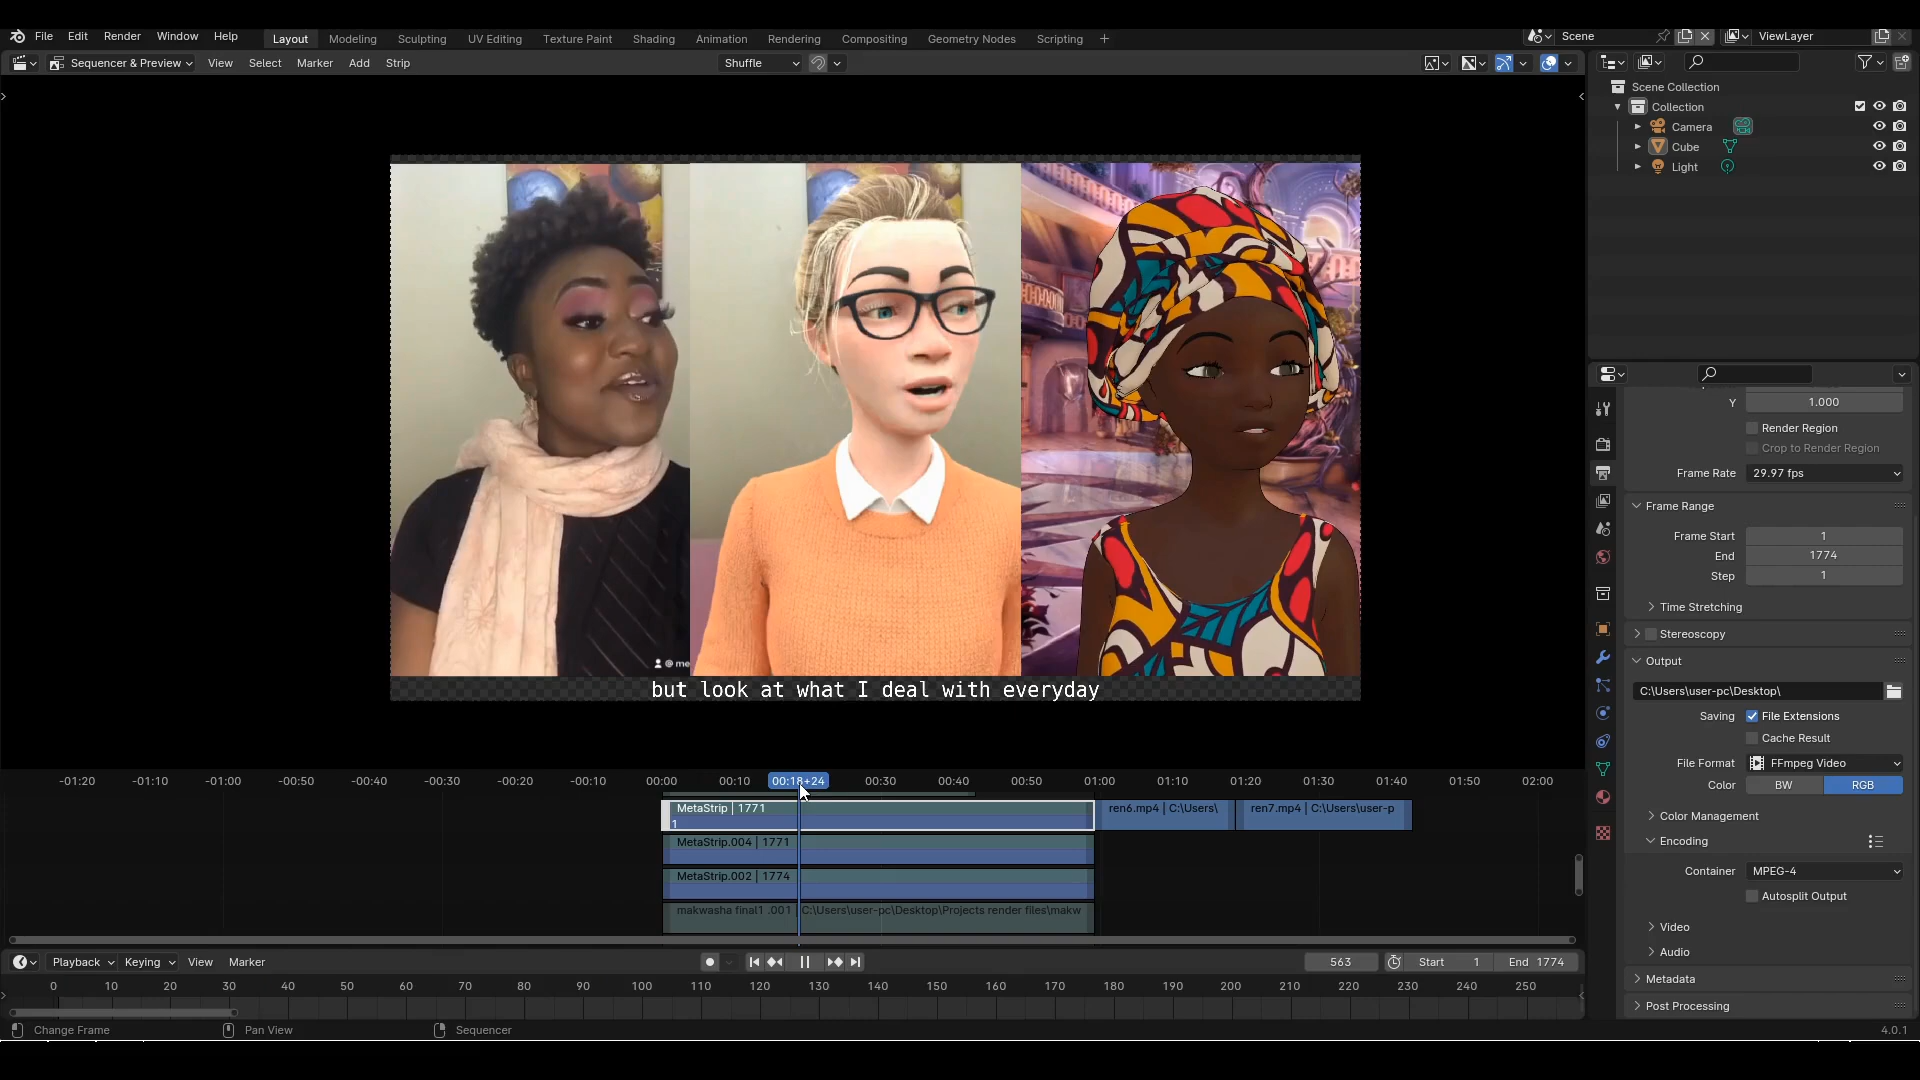 File Edit Render Window Help Layout Modeling Sculpting UV Editing Texture Paint Shading Animation Rendering Compositing Geometry Nodes Scripting + Scene ViewLayer
Sequencer & Preview View Select Marker Add Strip Shuffle
Scene Collection
Collection
Camera
Cube
Light
Y 1.000
Render Region
Crop to Render Region
Frame Rate 29.97 fps
Frame Range
Frame Start 1
End 1774
Step 1
Time Stretching
Stereoscopy
Output
C:\Users\user-pc\Desktop\
Saving File Extensions
Cache Result
File Format FFmpeg Video
Color BW RGB
Color Management
Encoding
Container MPEG-4
Autosplit Output
Video
Audio
Metadata
Post Processing
@ me
but look at what I deal with everyday
-01:20 -01:10 -01:00 -00:50 -00:40 -00:30 -00:20 -00:10 00:00 00:10 00:18+24 00:30 00:40 00:50 01:00 01:10 01:20 01:30 01:40 01:50 02:00
MetaStrip | 1771 ren6.mp4 | C:\Users\ ren7.mp4 | C:\Users\user-p
1
MetaStrip.004 | 1771
MetaStrip.002 | 1774
makwasha final1 .001 | C:\Users\user-pc\Desktop\Projects render files\makw
Playback Keying View Marker 563 Start 1 End 1774
0 10 20 30 40 50 60 70 80 90 100 110 120 130 140 150 160 170 180 190 200 210 220 230 240 250
Change Frame Pan View Sequencer 4.0.1